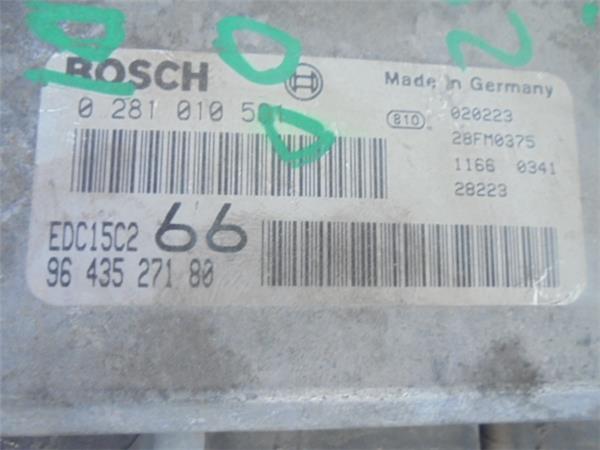 BOSCH
Made in Germany
0 281 010
810
020223
28FM0375
1166 0341
28223
EDC15C2 66
96 435 271 80